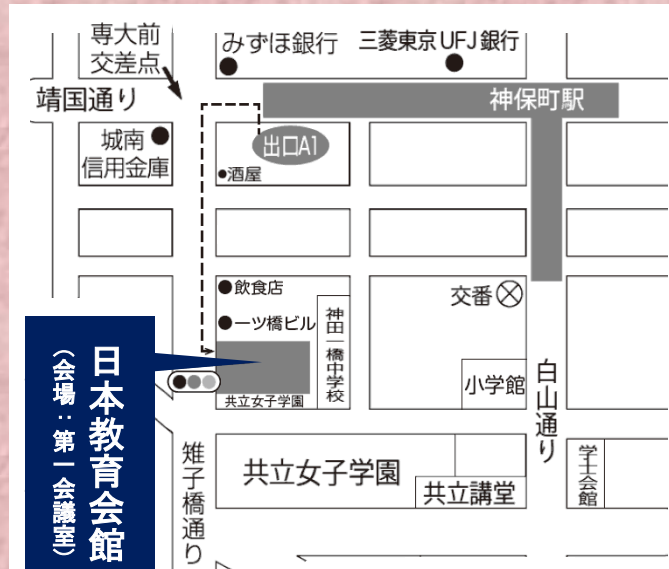 専大前
交差点
みずほ銀行
三菱東京UFJ銀行
靖国通り
神保町駅
城南
信用金庫
出口A1
酒屋
飲食店
一ツ橋ビル
神田一橋中学校
交番
日本教育会館
(会場:第一会議室)
共立女子学園
小学館
白山通り
雉子橋通り
共立女子学園
共立講堂
学士会館